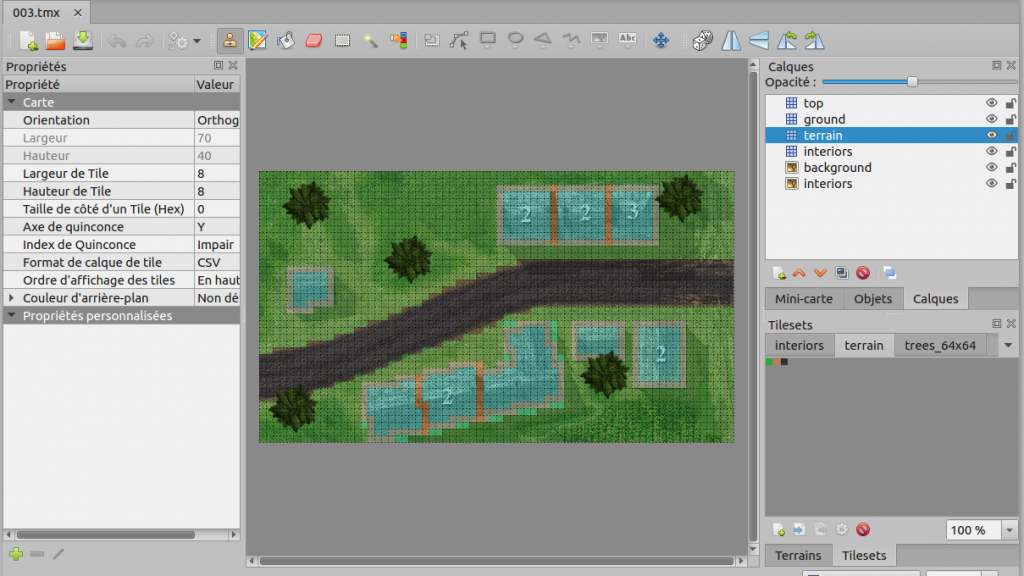 003.tmx
Abc
Propriétés
Propriété Valeur
Carte
Orientation Orthog
Largeur 70
Hauteur 40
Largeur de Tile 8
Hauteur de Tile 8
Taille de côté d'un Tile (Hex) 0
Axe de quinconce Y
Index de Quinconce Impair
Format de calque de tile CSV
Ordre d'affichage des tiles En haut
Couleur d'arrière-plan Non dé
Propriétés personnalisées
2 2 3
2
2
Calques
Opacité :
top
ground
terrain
interiors
background
interiors
Mini-carte Objets Calques
Tilesets
interiors terrain trees_64x64
100 %
Terrains Tilesets